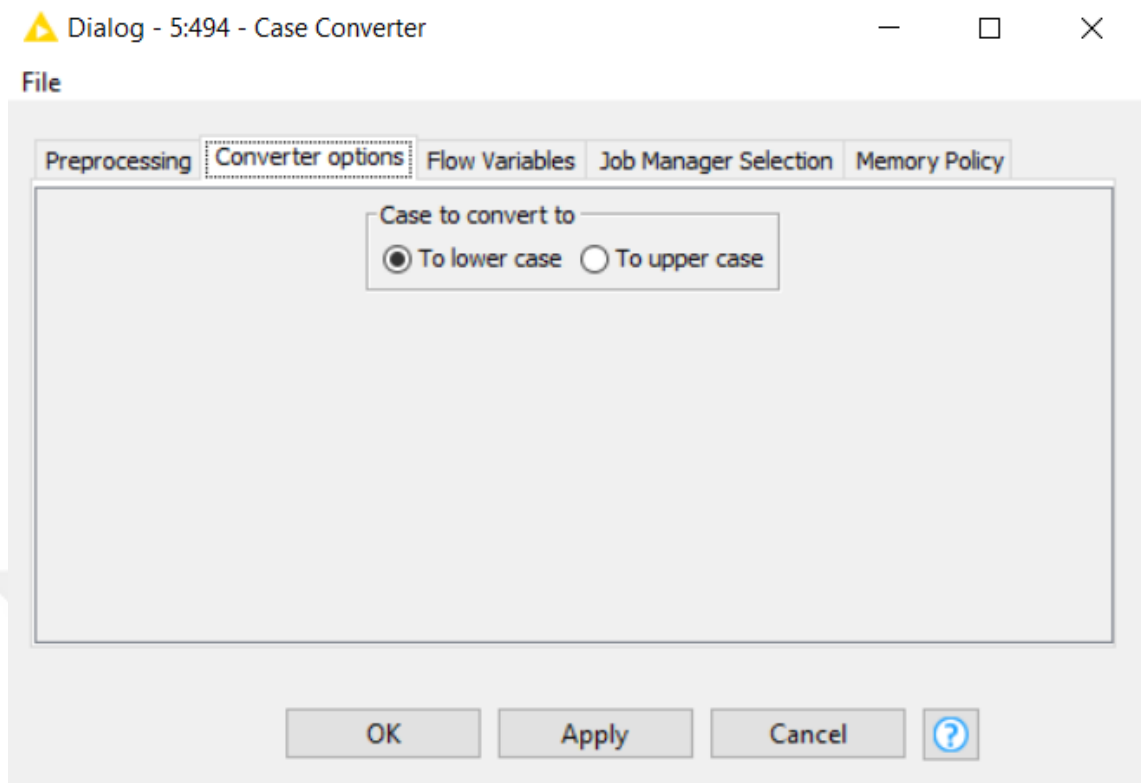 Dialog - 5:494 - Case Converter
File
Preprocessing Converter options Flow Variables Job Manager Selection Memory Policy
Case to convert to
To lower case To upper case
OK Apply Cancel ?